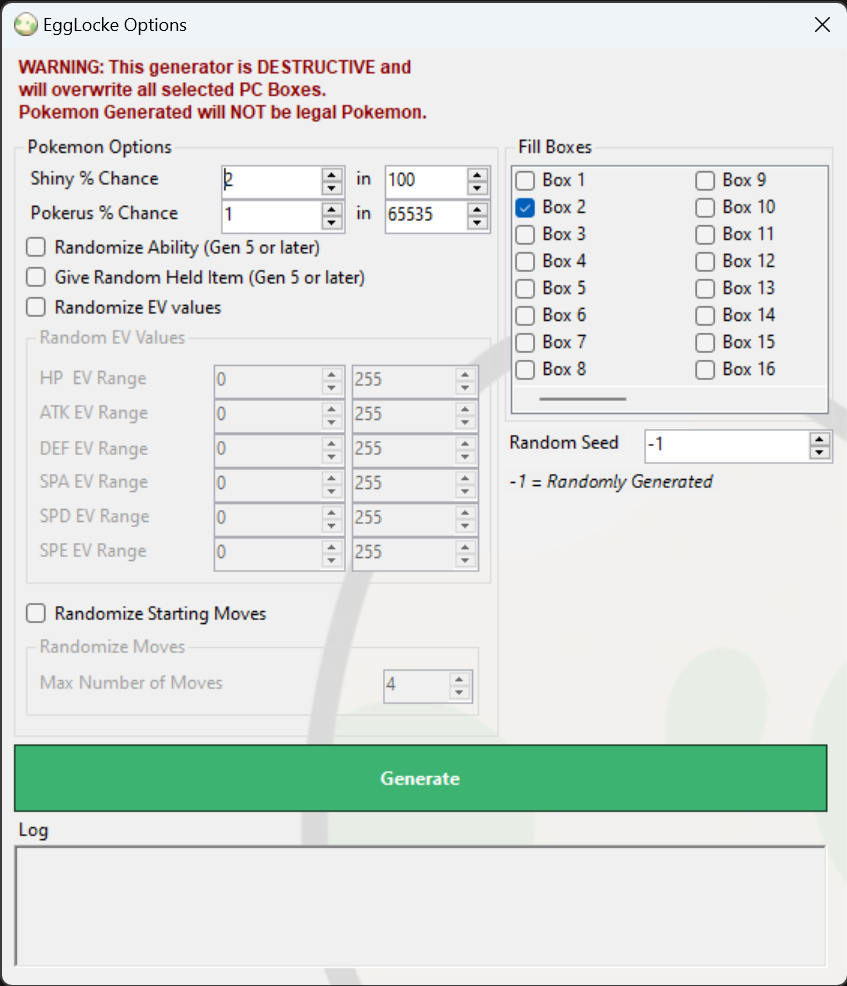 EggLocke Options
WARNING: This generator is DESTRUCTIVE and
will overwrite all selected PC Boxes.
Pokemon Generated will NOT be legal Pokemon.
Pokemon Options
Shiny % Chance 2 in 100
Pokerus % Chance 1 in 65535
Randomize Ability (Gen 5 or later)
Give Random Held Item (Gen 5 or later)
Randomize EV values
Random EV Values
HP EV Range 0 255
ATK EV Range 0 255
DEF EV Range 0 255
SPA EV Range 0 255
SPD EV Range 0 255
SPE EV Range 0 255
Randomize Starting Moves
Randomize Moves
Max Number of Moves 4
Fill Boxes
Box 1 Box 9
Box 2 Box 10
Box 3 Box 11
Box 4 Box 12
Box 5 Box 13
Box 6 Box 14
Box 7 Box 15
Box 8 Box 16
Random Seed -1
-1 = Randomly Generated
Generate
Log